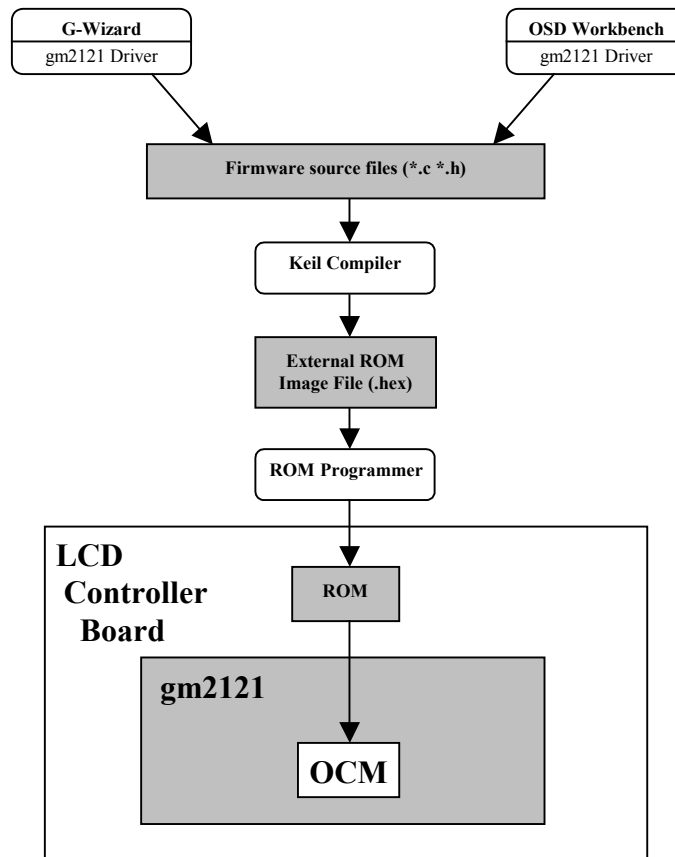 G-Wizard
gm2121 Driver
OSD Workbench
gm2121 Driver
Firmware source files (*.c *.h)
Keil Compiler
External ROM
Image File (.hex)
ROM Programmer
LCD
Controller
Board
ROM
gm2121
OCM